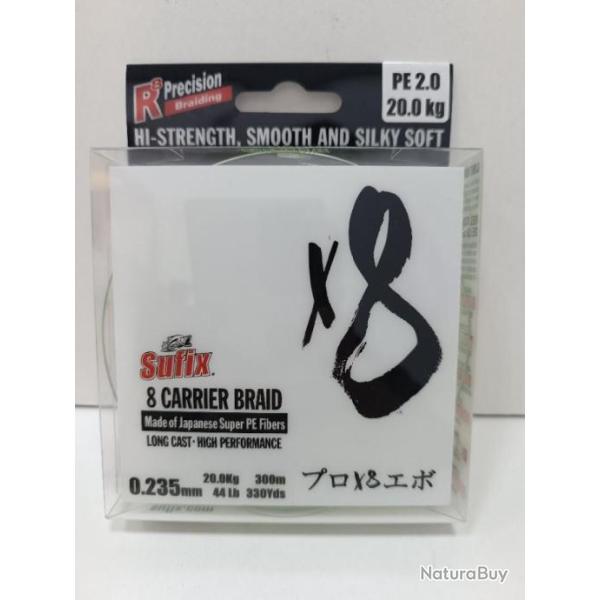 R8 Precision
Braiding
PE 2.0
20.0 kg
HI-STRENGTH, SMOOTH AND SILKY SOFT
x8
Sufix
8 CARRIER BRAID
Made of Japanese Super PE Fibers
LONG CAST · HIGH PERFORMANCE
0.235mm 20.0Kg 300m
44 Lb 330Yds
プロX8エボ
NaturaBuy